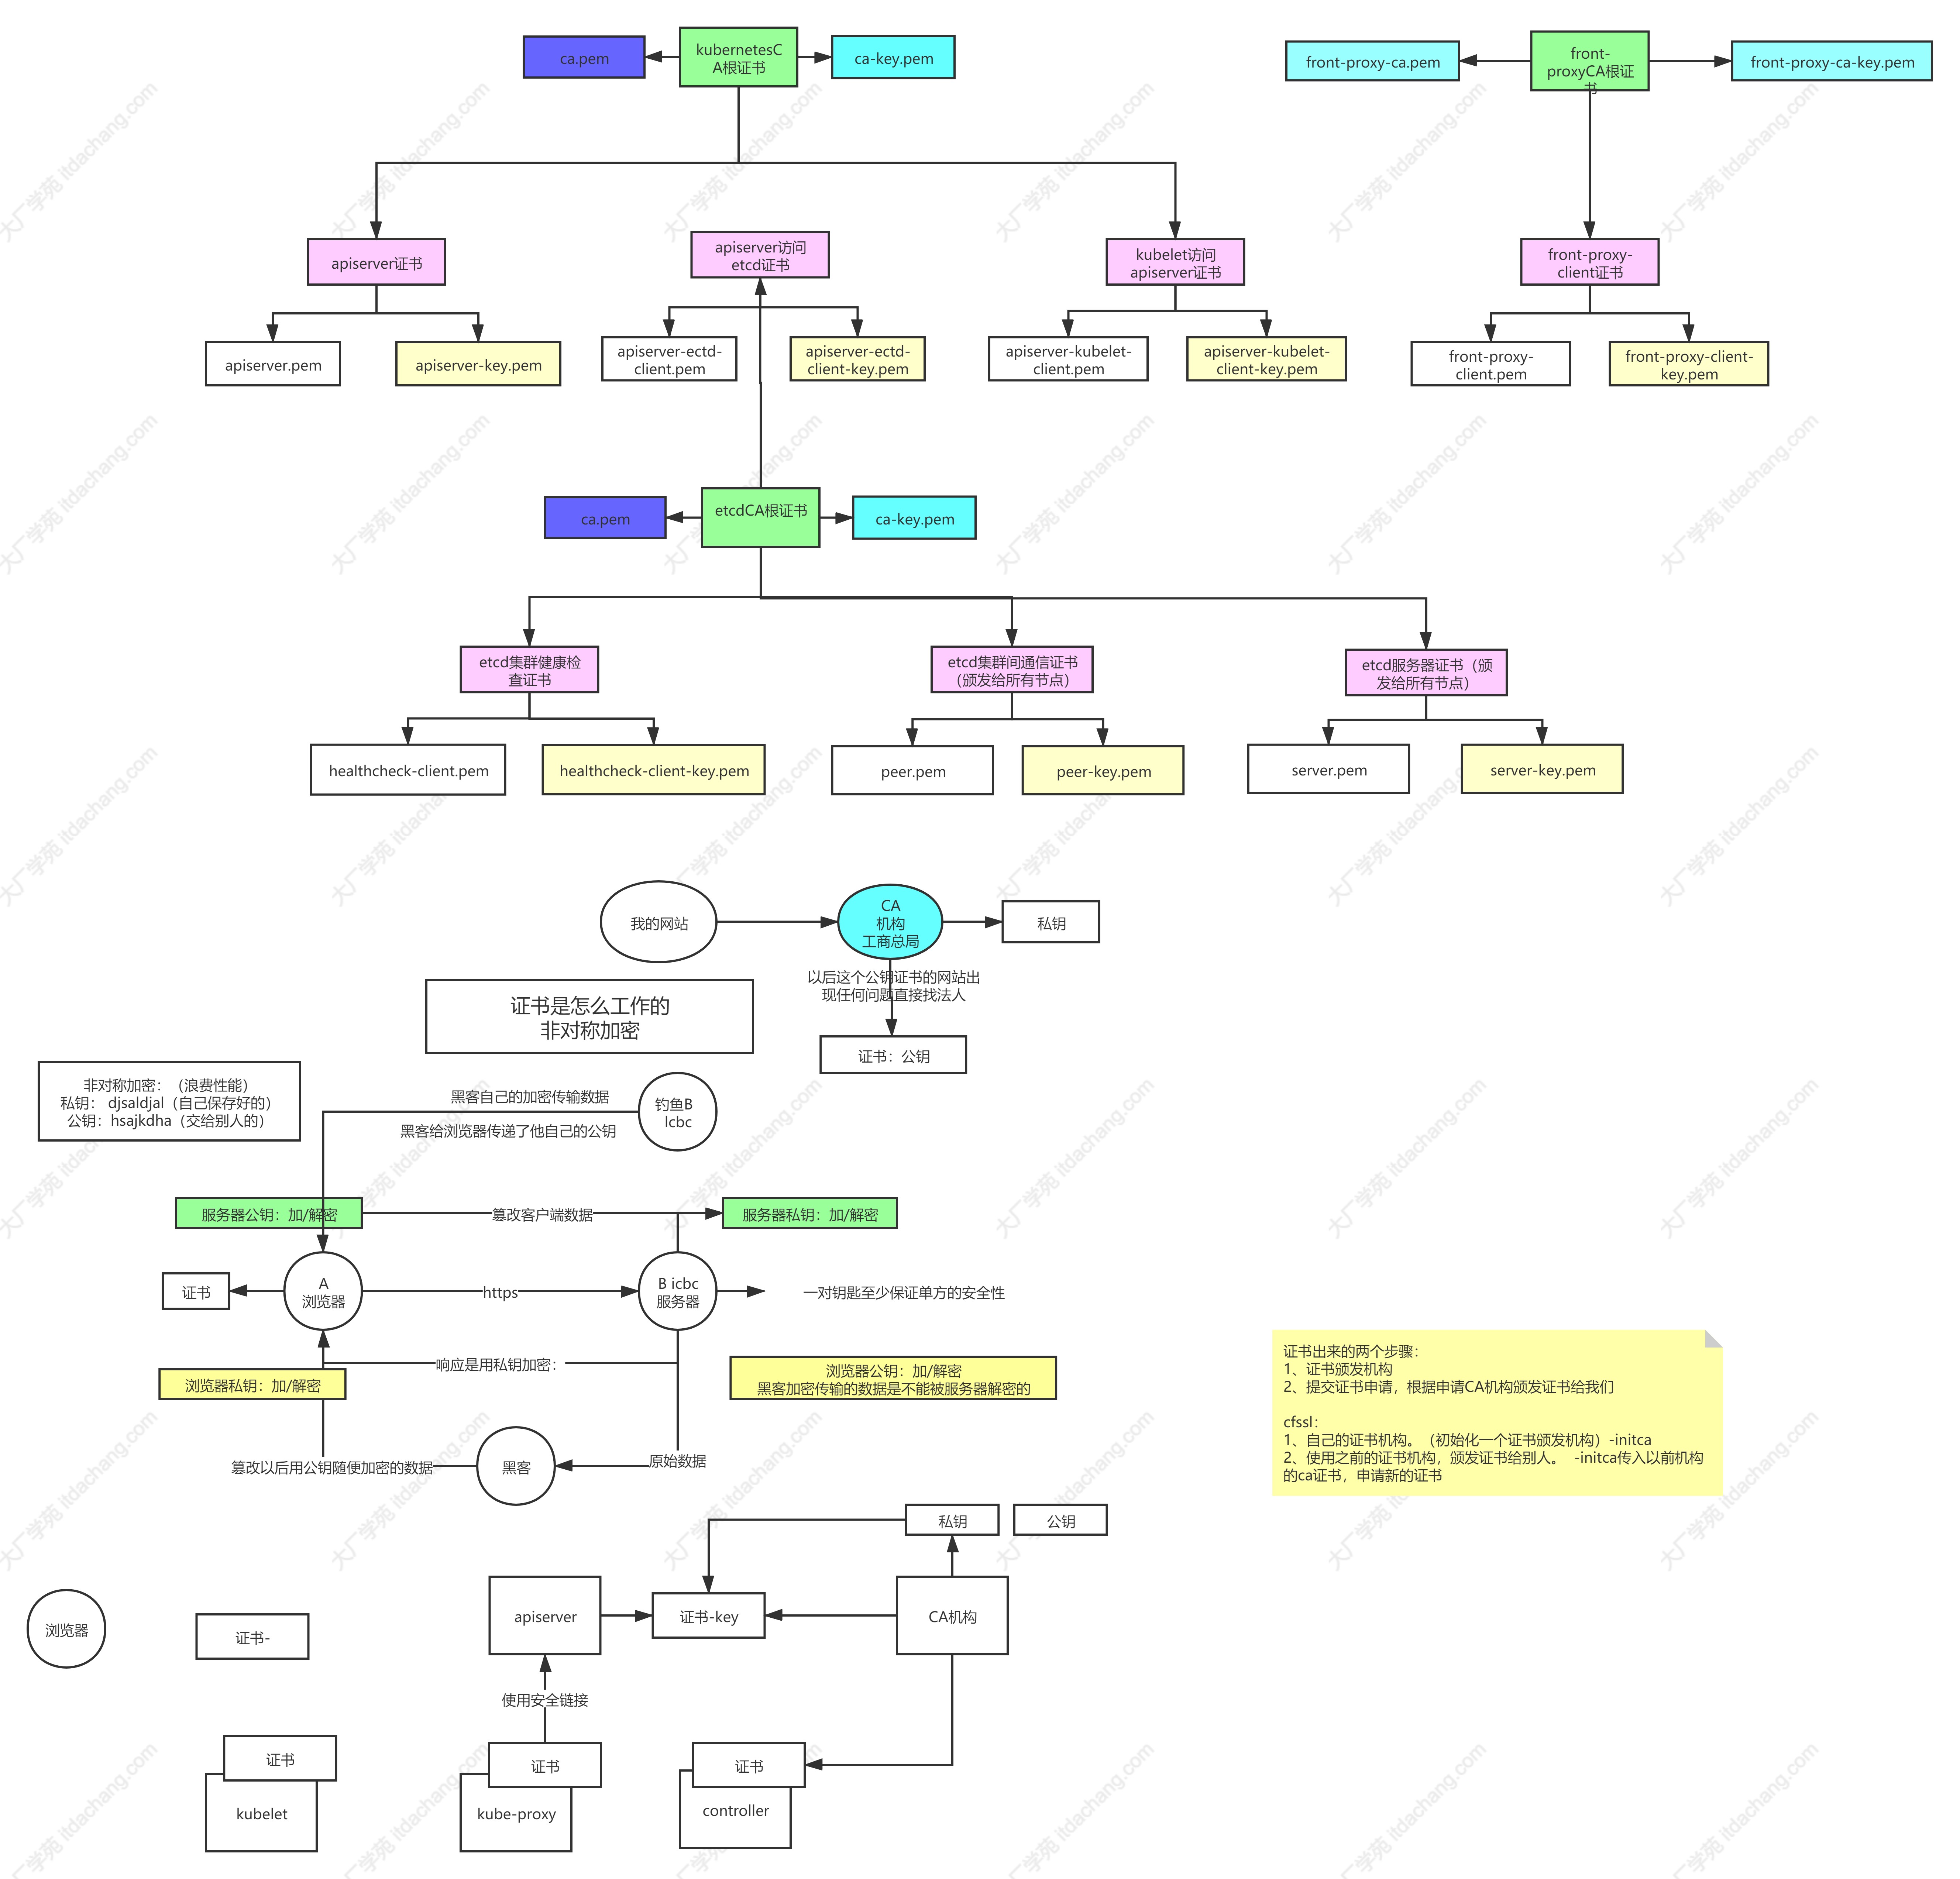 ca.pem
kubernetesC
A根证书
ca-key.pem
front-proxy-ca.pem
front-
proxyCA根证
书
front-proxy-ca-key.pem
apiserver证书
apiserver访问
etcd证书
kubelet访问
apiserver证书
front-proxy-
client证书
apiserver.pem
apiserver-key.pem
apiserver-ectd-
client.pem
apiserver-ectd-
client-key.pem
apiserver-kubelet-
client.pem
apiserver-kubelet-
client-key.pem
front-proxy-
client.pem
front-proxy-client-
key.pem
ca.pem
etcdCA根证书
ca-key.pem
etcd集群健康检
查证书
etcd集群间通信证书
（颁发给所有节点）
etcd服务器证书（颁
发给所有节点）
healthcheck-client.pem
healthcheck-client-key.pem
peer.pem
peer-key.pem
server.pem
server-key.pem
我的网站
CA
机构
工商总局
私钥
以后这个公钥证书的网站出
现任何问题直接找法人
证书是怎么工作的
非对称加密
证书：公钥
非对称加密：（浪费性能）
私钥： djsaldjal（自己保存好的）
公钥：hsajkdha（交给别人的）
黑客自己的加密传输数据
钓鱼B
lcbc
黑客给浏览器传递了他自己的公钥
服务器公钥：加/解密
篡改客户端数据
服务器私钥：加/解密
证书
A
浏览器
https
B icbc
服务器
一对钥匙至少保证单方的安全性
响应是用私钥加密：
浏览器私钥：加/解密
浏览器公钥：加/解密
黑客加密传输的数据是不能被服务器解密的
证书出来的两个步骤：
1、证书颁发机构
2、提交证书申请，根据申请CA机构颁发证书给我们
cfssl：
1、自己的证书机构。（初始化一个证书颁发机构）-initca
2、使用之前的证书机构，颁发证书给别人。 -initca传入以前机构
的ca证书，申请新的证书
篡改以后用公钥随便加密的数据
黑客
原始数据
私钥
公钥
浏览器
证书-
apiserver
证书-key
CA机构
使用安全链接
证书
kubelet
证书
kube-proxy
证书
controller
大厂学苑 itdachang.com